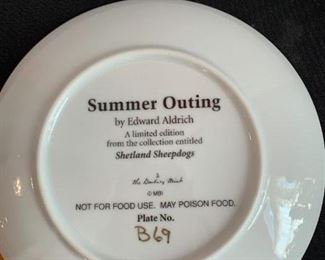 Summer Outing
by Edward Aldrich
A limited edition
from the collection entitled
Shetland Sheepdogs
The Danbury Mint
© MBI
NOT FOR FOOD USE. MAY POISON FOOD.
Plate No.
B69